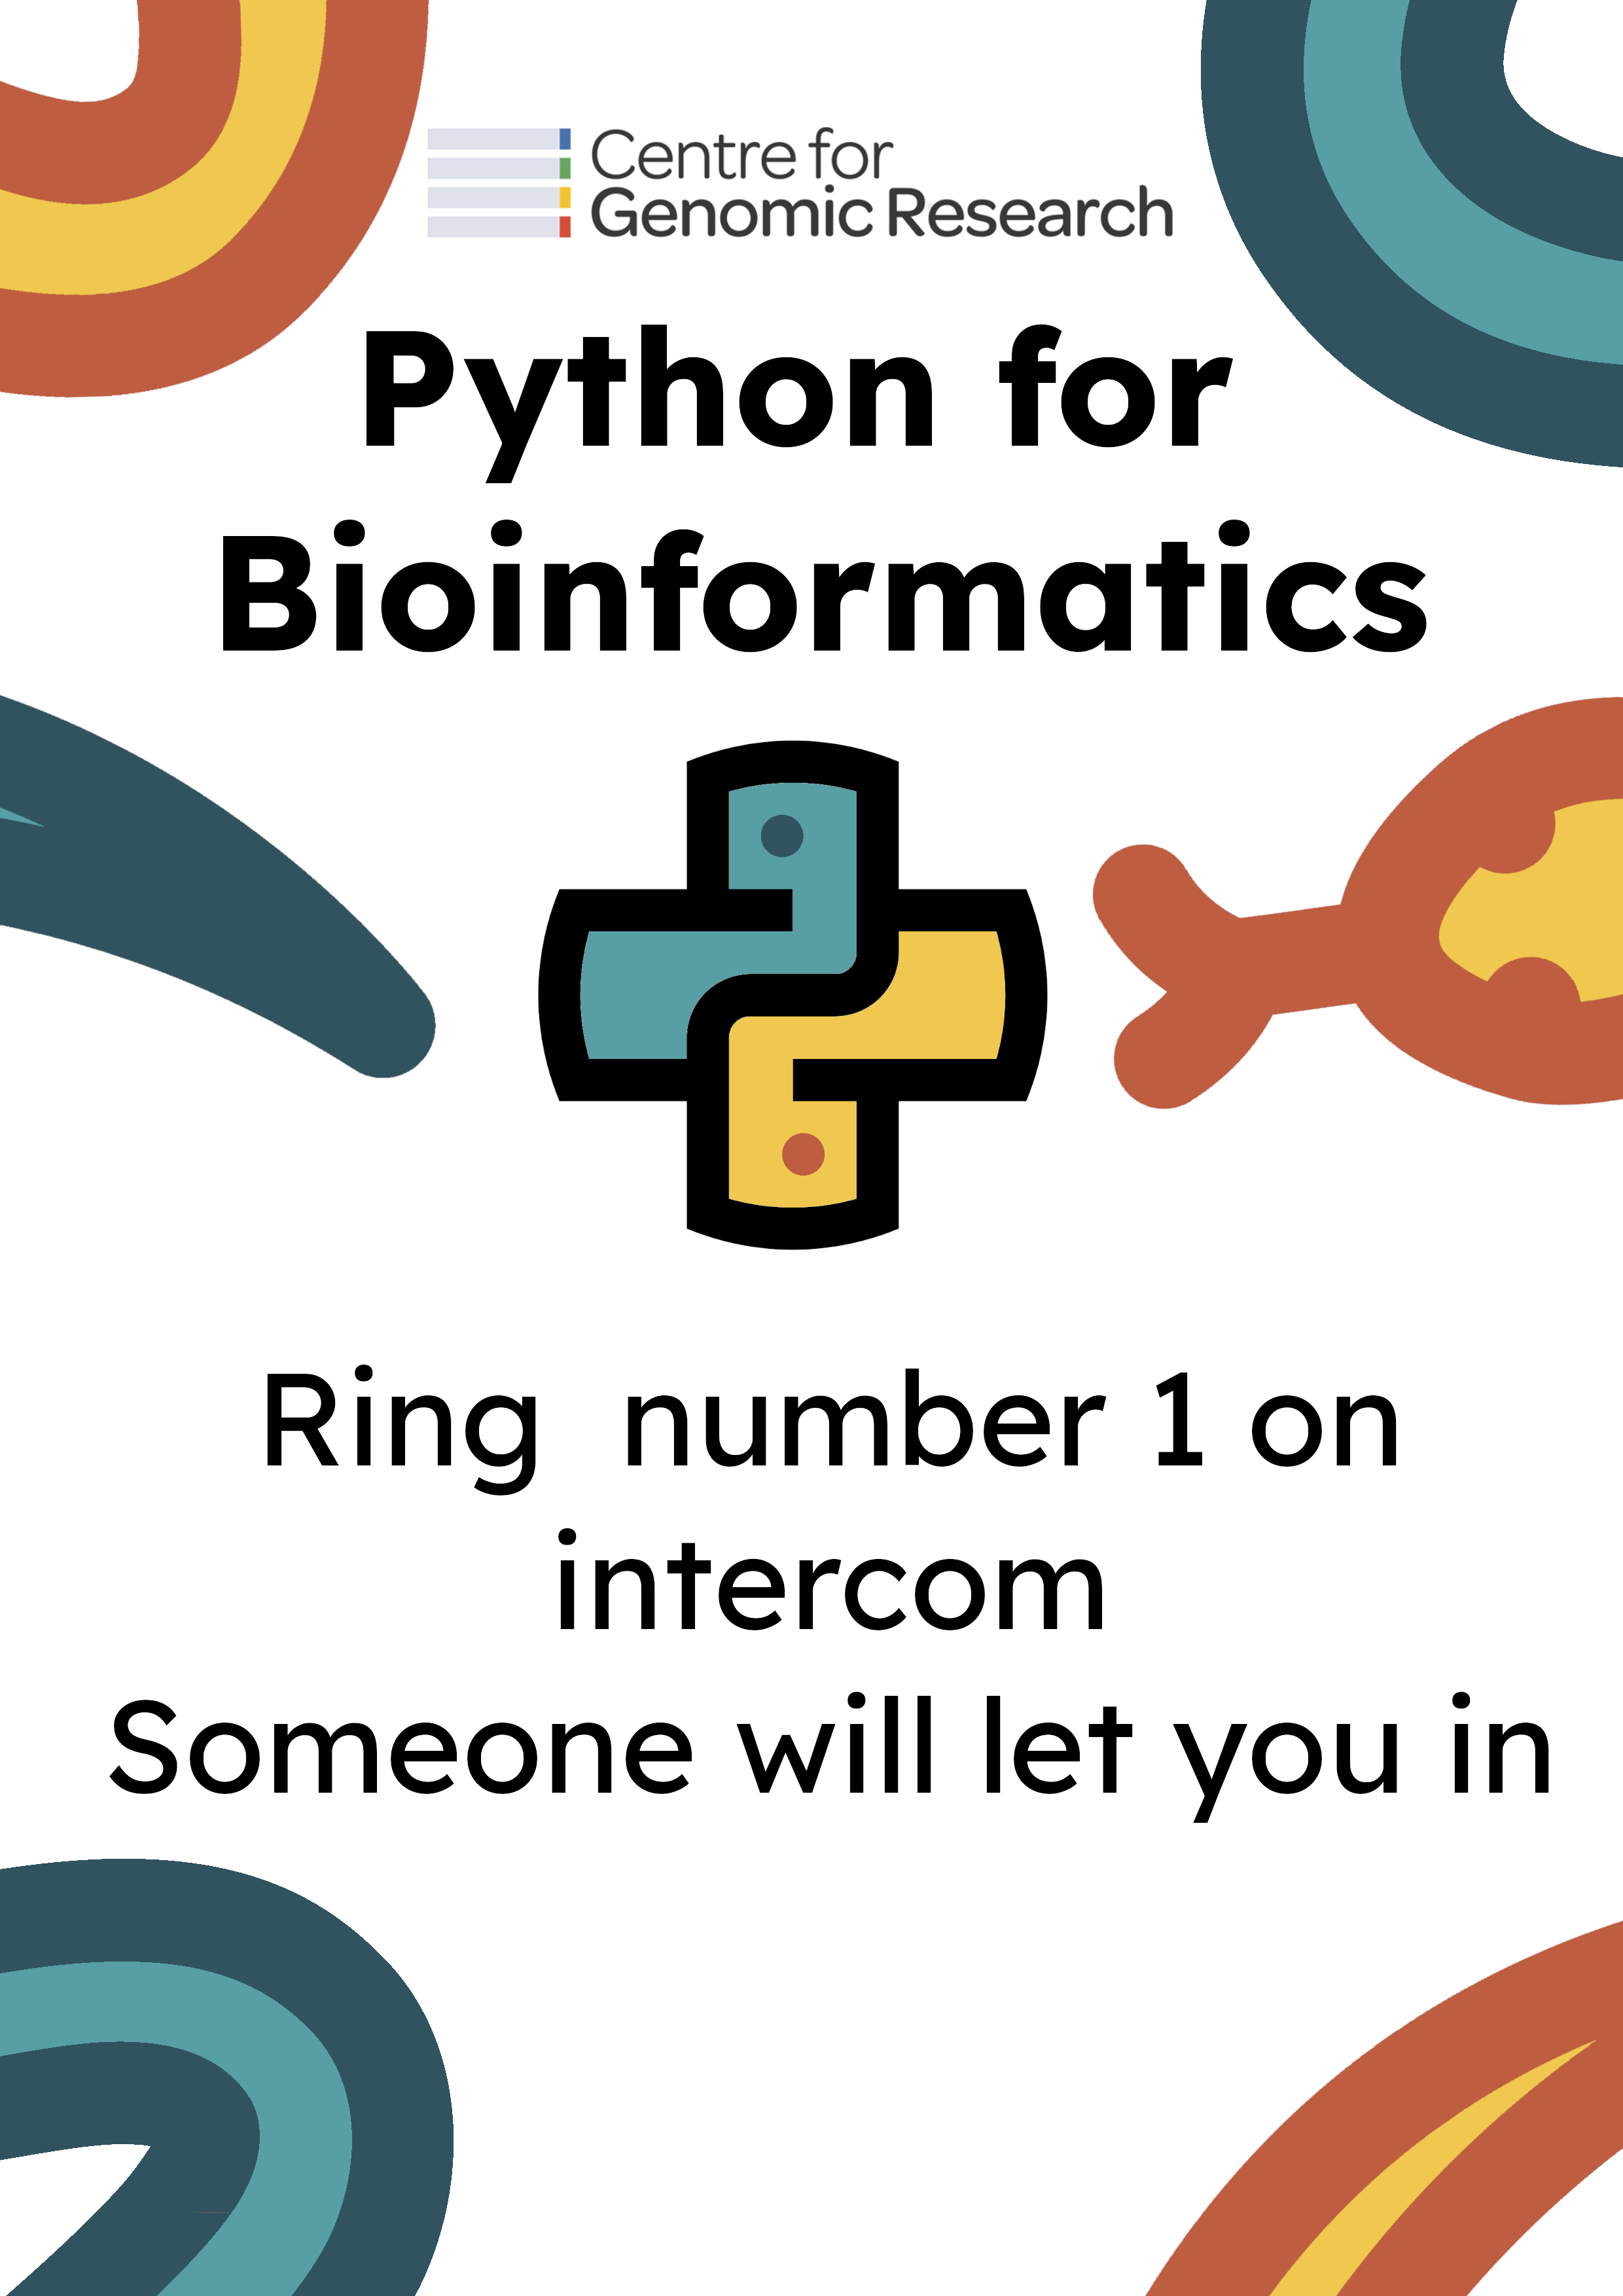 Centre for
Genomic Research
Python for
Bioinformatics
Ring  number 1 on
intercom
Someone will let you in